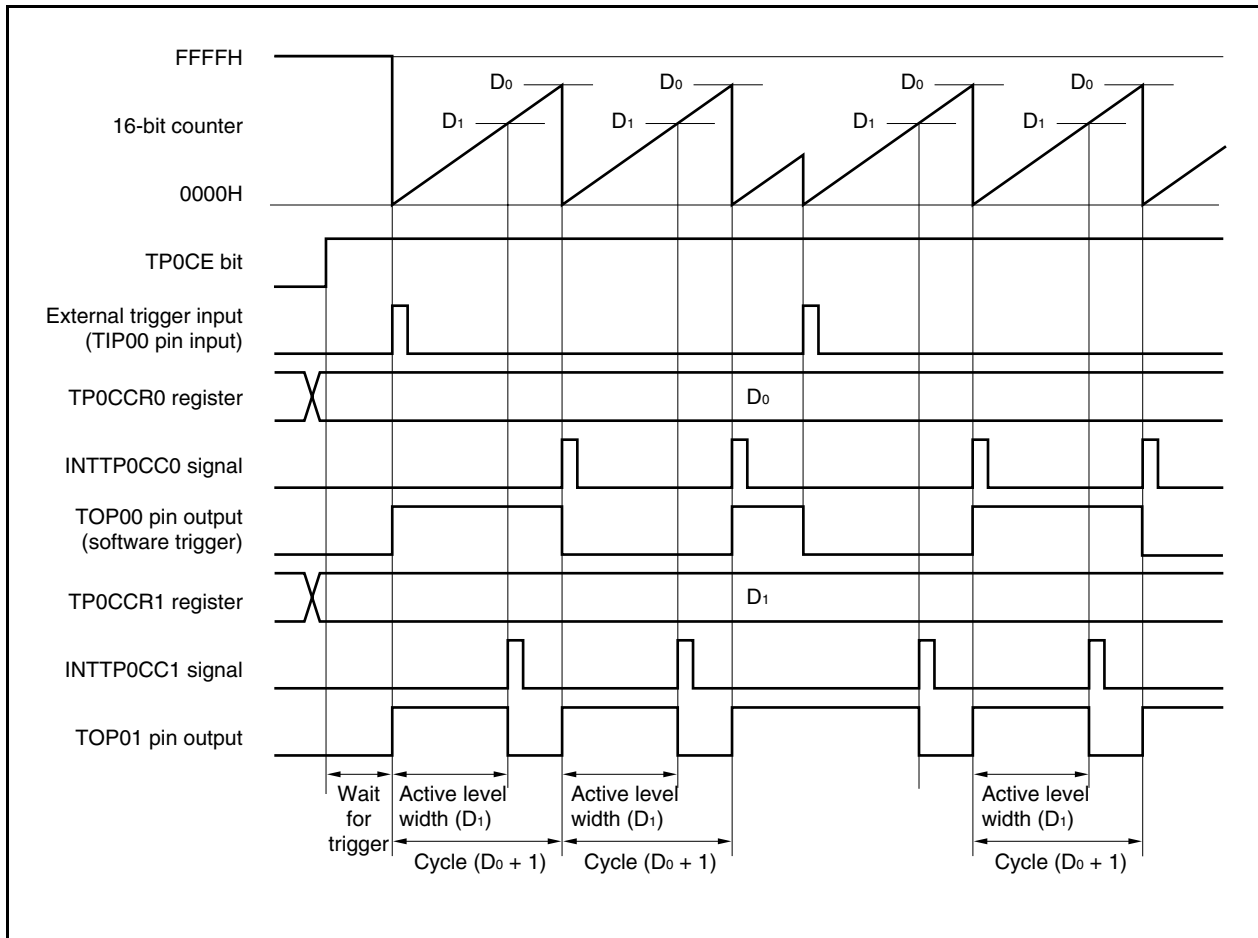 FFFFH
D0 D0 D0 D0
16-bit counter
D1 D1 D1 D1
0000H
TP0CE bit
External trigger input
(TIP00 pin input)
TP0CCR0 register
D0
INTTP0CC0 signal
TOP00 pin output
(software trigger)
TP0CCR1 register
D1
INTTP0CC1 signal
TOP01 pin output
Wait
for
trigger
Active level
width (D1)
Active level
width (D1)
Active level
width (D1)
Cycle (D0 + 1)
Cycle (D0 + 1)
Cycle (D0 + 1)